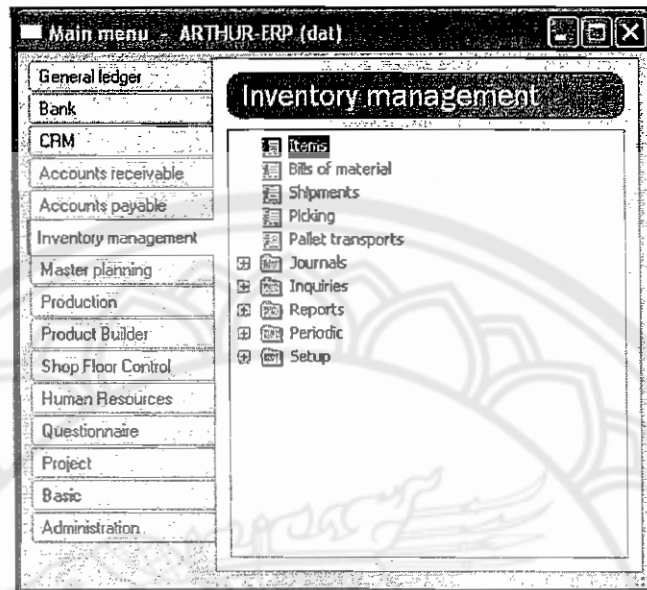 Main menu - ARTHUR-ERP (dat)
General ledger
Bank
CRM
Accounts receivable
Accounts payable
Inventory management
Master planning
Production
Product Builder
Shop Floor Control
Human Resources
Questionnaire
Project
Basic
Administration
Inventory management
Items
Bills of material
Shipments
Picking
Pallet transports
Journals
Inquiries
Reports
Periodic
Setup